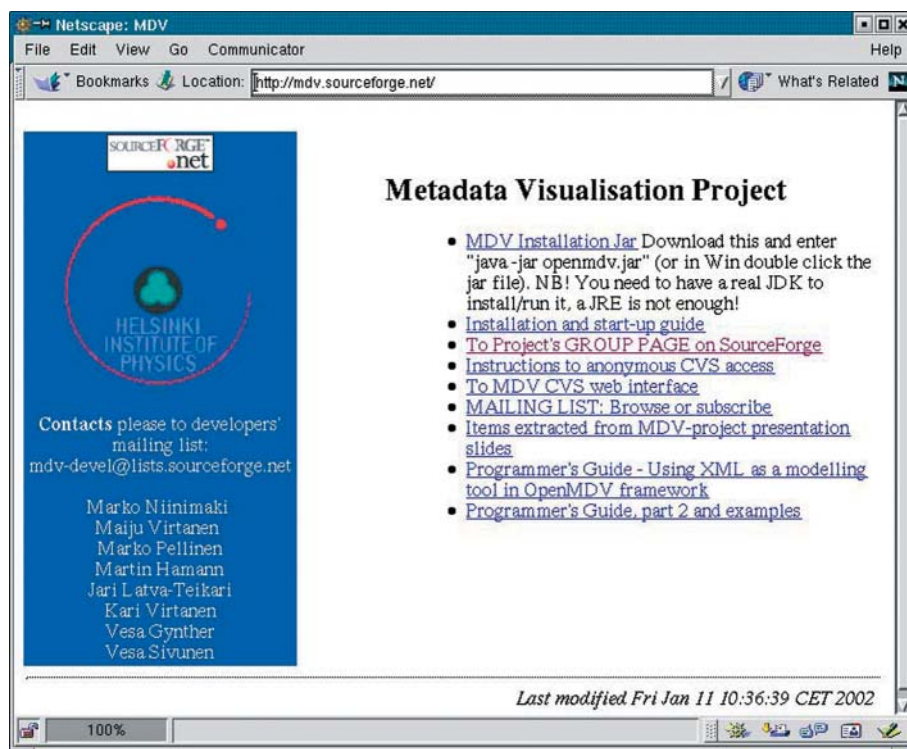 Netscape: MDV
File Edit View Go Communicator Help
Bookmarks Location: http://mdv.sourceforge.net/ What's Related N
SOURCEFORGE
.net
HELSINKI
INSTITUTE OF
PHYSICS
Contacts please to developers'
mailing list:
mdv-devel@lists.sourceforge.net
Marko Niinimaki
Maiju Virtanen
Marko Pellinen
Martin Hamann
Jari Latva-Teikari
Kari Virtanen
Vesa Gynther
Vesa Sivunen
Metadata Visualisation Project
MDV Installation Jar Download this and enter
"java -jar openmdv.jar" (or in Win double click the
jar file). NB! You need to have a real JDK to
install/run it, a JRE is not enough!
Installation and start-up guide
To Project's GROUP PAGE on SourceForge
Instructions to anonymous CVS access
To MDV CVS web interface
MAILING LIST: Browse or subscribe
Items extracted from MDV-project presentation
slides
Programmer's Guide - Using XML as a modelling
tool in OpenMDV framework
Programmer's Guide, part 2 and examples
Last modified Fri Jan 11 10:36:39 CET 2002
100%